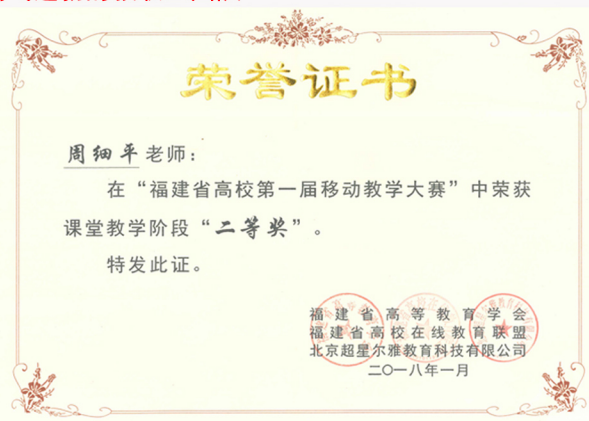 荣誉证书
周细平老师：
在“福建省高校第一届移动教学大赛”中荣获
课堂教学阶段“二等奖”。
特发此证。
福建省高等教育学会
福建省高校在线教育联盟
北京超星尔雅教育科技有限公司
二〇一八年一月